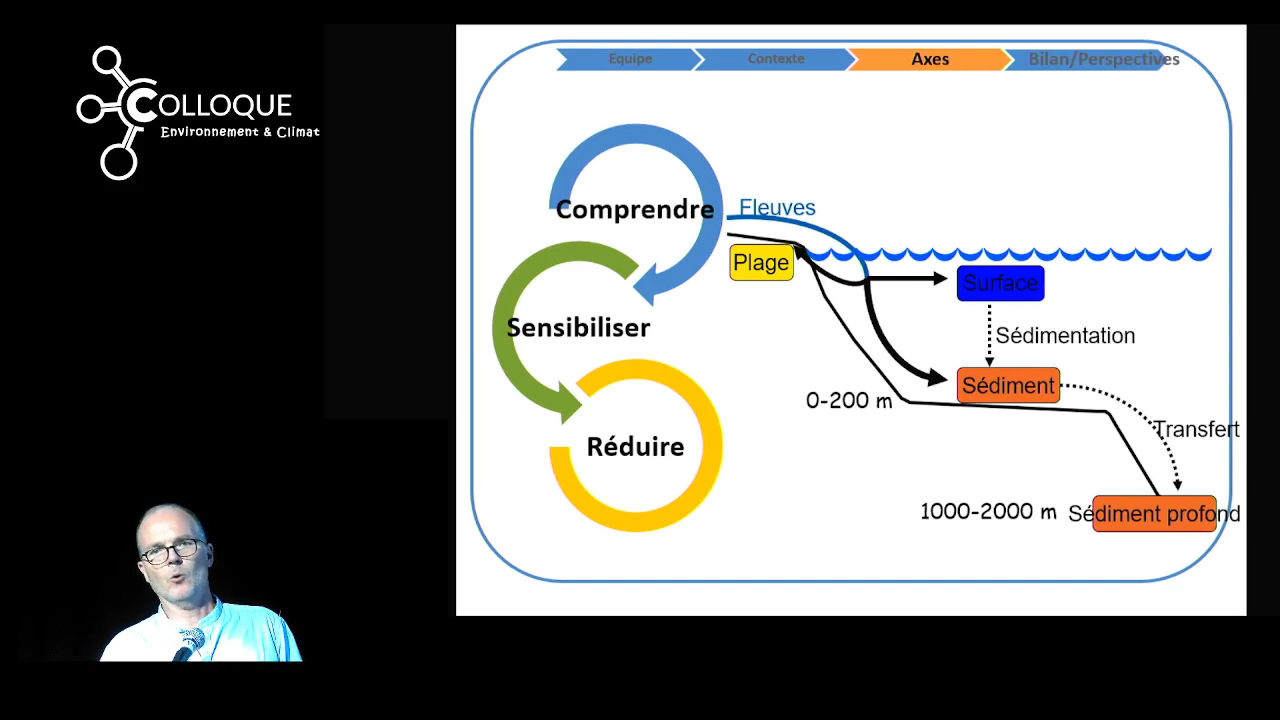 COLLOQUE
Environnement & Climat
Equipe
Contexte
Axes
Bilan/Perspectives
Comprendre
Sensibiliser
Réduire
Fleuves
Plage
Surface
Sédimentation
Sédiment
0-200 m
Transfert
1000-2000 m
Sédiment profond